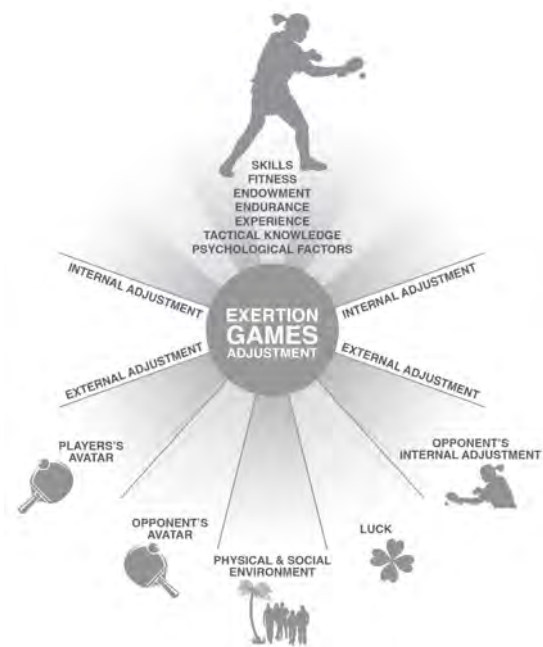 SKILLS
FITNESS
ENDOWMENT
ENDURANCE
EXPERIENCE
TACTICAL KNOWLEDGE
PSYCHOLOGICAL FACTORS
INTERNAL ADJUSTMENT
INTERNAL ADJUSTMENT
EXERTION
GAMES
ADJUSTMENT
EXTERNAL ADJUSTMENT
EXTERNAL ADJUSTMENT
PLAYERS'S
AVATAR
OPPONENT'S
INTERNAL ADJUSTMENT
OPPONENT'S
AVATAR
LUCK
PHYSICAL & SOCIAL
ENVIRONMENT